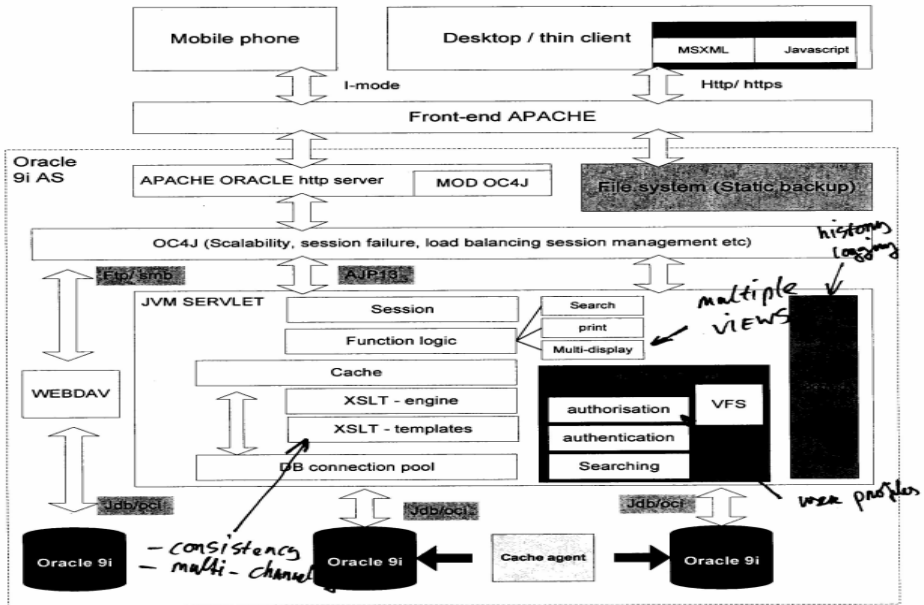 Mobile phone
Desktop / thin client
MSXML
Javascript
I-mode
Http/ https
Front-end APACHE
Oracle
9i AS
APACHE ORACLE http server
MOD OC4J
File system (Static backup)
OC4J (Scalability, session failure, load balancing session management etc)
history
logging
Ftp/ smb
AJP13
JVM SERVLET
Session
Search
multiple
VIEWS
Function logic
print
Multi-display
Cache
WEBDAV
XSLT - engine
VFS
authorisation
XSLT - templates
authentication
DB connection pool
Searching
user profiles
Jdb/oci
Jdb/oci
Jdb/oci
- consistency
- multi-channel
Oracle 9i
Oracle 9i
Cache agent
Oracle 9i